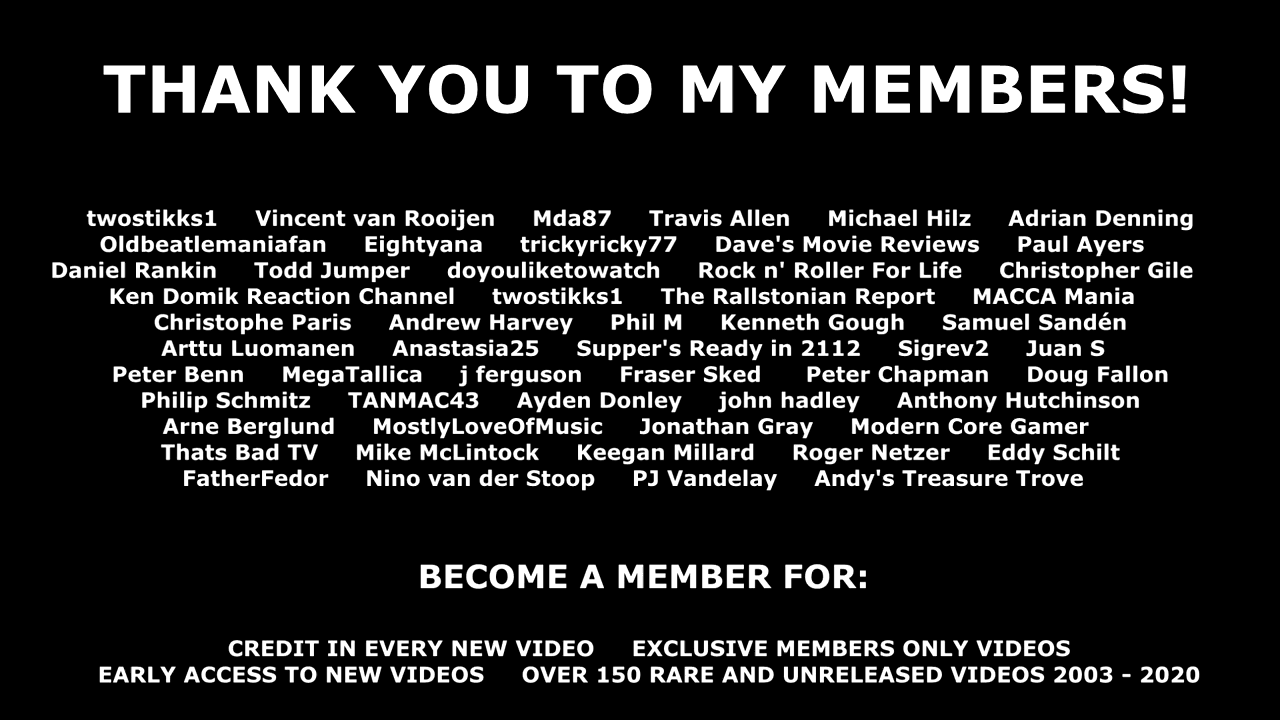 THANK YOU TO MY MEMBERS!
twostikks1 Vincent van Rooijen Mda87 Travis Allen Michael Hilz Adrian Denning
Oldbeatlemaniafan Eightyana trickyricky77 Dave's Movie Reviews Paul Ayers
Daniel Rankin Todd Jumper doyouliketowatch Rock n' Roller For Life Christopher Gile
Ken Domik Reaction Channel twostikks1 The Rallstonian Report MACCA Mania
Christophe Paris Andrew Harvey Phil M Kenneth Gough Samuel Sandén
Arttu Luomanen Anastasia25 Supper's Ready in 2112 Sigrev2 Juan S
Peter Benn MegaTallica j ferguson Fraser Sked Peter Chapman Doug Fallon
Philip Schmitz TANMAC43 Ayden Donley john hadley Anthony Hutchinson
Arne Berglund MostlyLoveOfMusic Jonathan Gray Modern Core Gamer
Thats Bad TV Mike McLintock Keegan Millard Roger Netzer Eddy Schilt
FatherFedor Nino van der Stoop PJ Vandelay Andy's Treasure Trove
BECOME A MEMBER FOR:
CREDIT IN EVERY NEW VIDEO EXCLUSIVE MEMBERS ONLY VIDEOS
EARLY ACCESS TO NEW VIDEOS OVER 150 RARE AND UNRELEASED VIDEOS 2003 - 2020